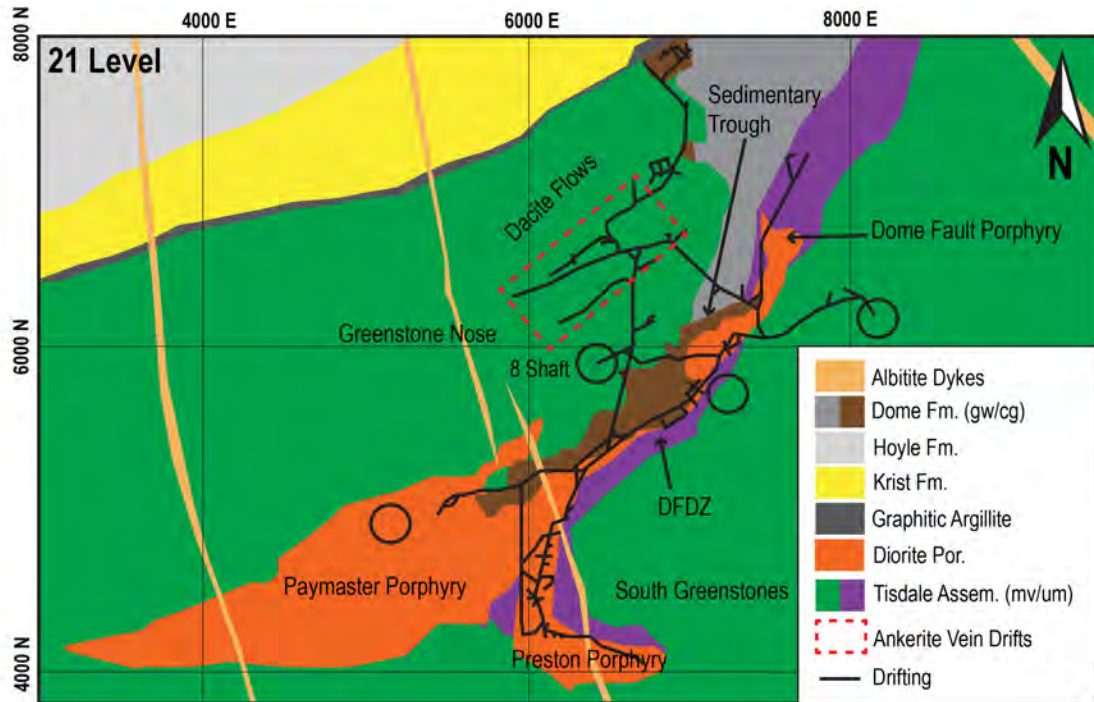 4000 E
6000 E
8000 E
8000 N
21 Level
Sedimentary
Trough
N
Dacite Flows
Dome Fault Porphyry
6000 N
Greenstone Nose
8 Shaft
Albitite Dykes
Dome Fm. (gw/cg)
Hoyle Fm.
Krist Fm.
Graphitic Argillite
Diorite Por.
Tisdale Assem. (mv/um)
Ankerite Vein Drifts
Drifting
DFDZ
Paymaster Porphyry
South Greenstones
Preston Porphyry
4000 N